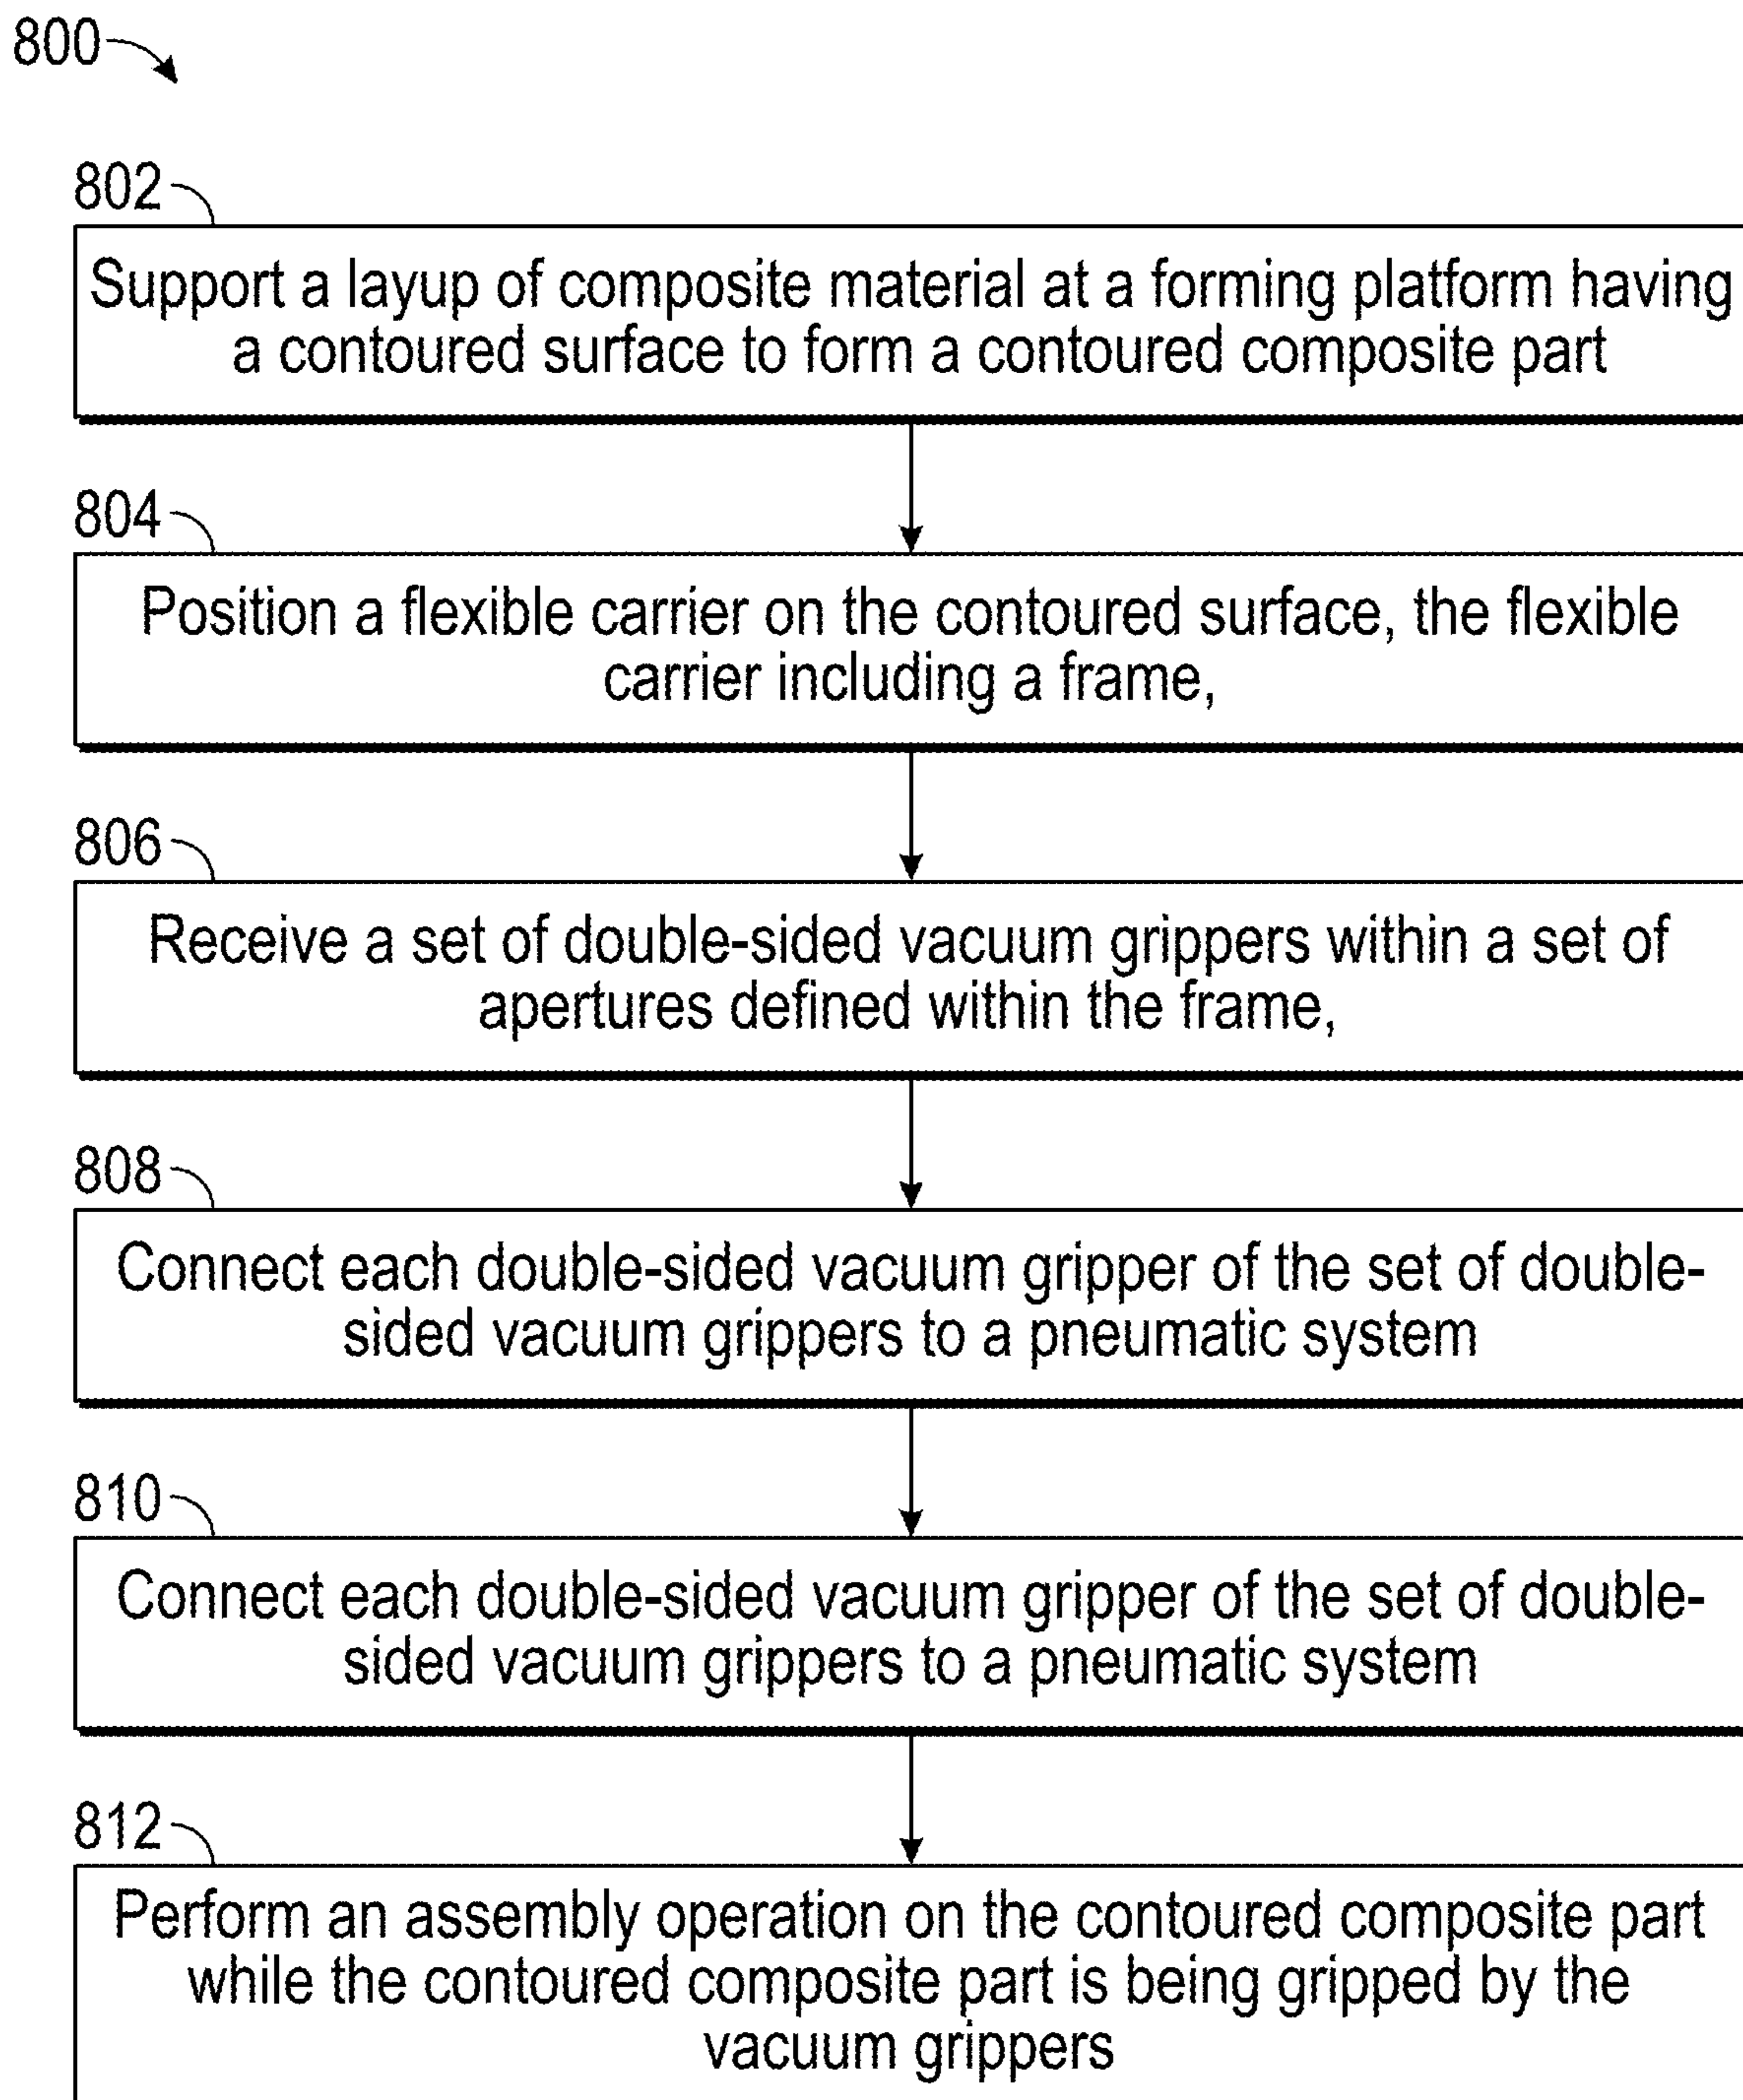 800
802
Support a layup of composite material at a forming platform having
a contoured surface to form a contoured composite part
804
Position a flexible carrier on the contoured surface, the flexible
carrier including a frame,
806
Receive a set of double-sided vacuum grippers within a set of
apertures defined within the frame,
808
Connect each double-sided vacuum gripper of the set of double-
sided vacuum grippers to a pneumatic system
810
Connect each double-sided vacuum gripper of the set of double-
sided vacuum grippers to a pneumatic system
812
Perform an assembly operation on the contoured composite part
while the contoured composite part is being gripped by the
vacuum grippers